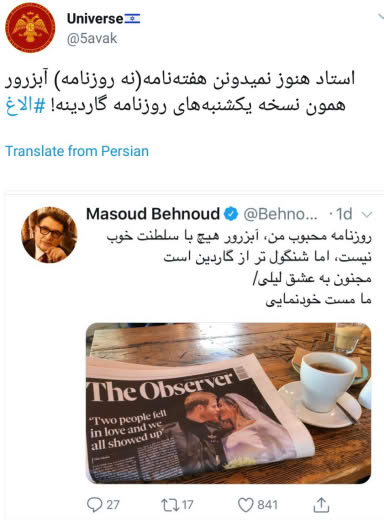 Universe🇮🇱
@5avak
استاد هنوز نمیدونن هفته‌نامه(نه روزنامه) آبزرور
همون نسخه یکشنبه‌های روزنامه گاردینه! #الاغ
Translate from Persian
Masoud Behnoud @Behno... · 1d
روزنامه محبوب من، آبزرور هیچ با سلطنت خوب
نیست، اما شنگول تر از گاردین است
مجنون به عشق لیلی/
ما مست خودنمایی
The Observer
“Two people fell
in love and we
all showed up”
27 17 841